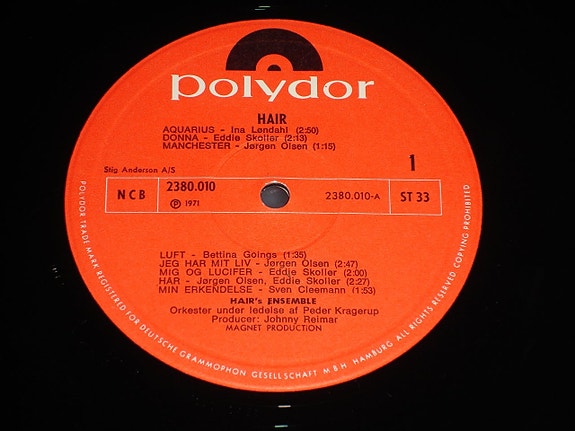 polydor
HAIR
AQUARIUS - Ina Løndahl (2:50)
DONNA - Eddie Skoller (2:13)
MANCHESTER - Jørgen Olsen (1:15)
1
Stig Anderson A/S
NCB 2380.010 2380.010-A ST 33
Ⓟ 1971
LUFT - Bettina Goings (1:35)
JEG HAR MIT LIV - Jørgen Olsen (2:47)
MIG OG LUCIFER - Eddie Skoller (2:00)
HÅR - Jørgen Olsen, Eddie Skoller (2:27)
MIN ERKENDELSE - Sven Cleemann (1:53)
HAIR's ENSEMBLE
Orkester under ledelse af Peder Kragerup
Producer: Johnny Reimar
MAGNET PRODUCTION
POLYDOR TRADE MARK REGISTERED FOR DEUTSCHE GRAMMOPHON GESELLSCHAFT M B H. HAMBURG ALL RIGHTS RESERVED COPYING PROHIBITED